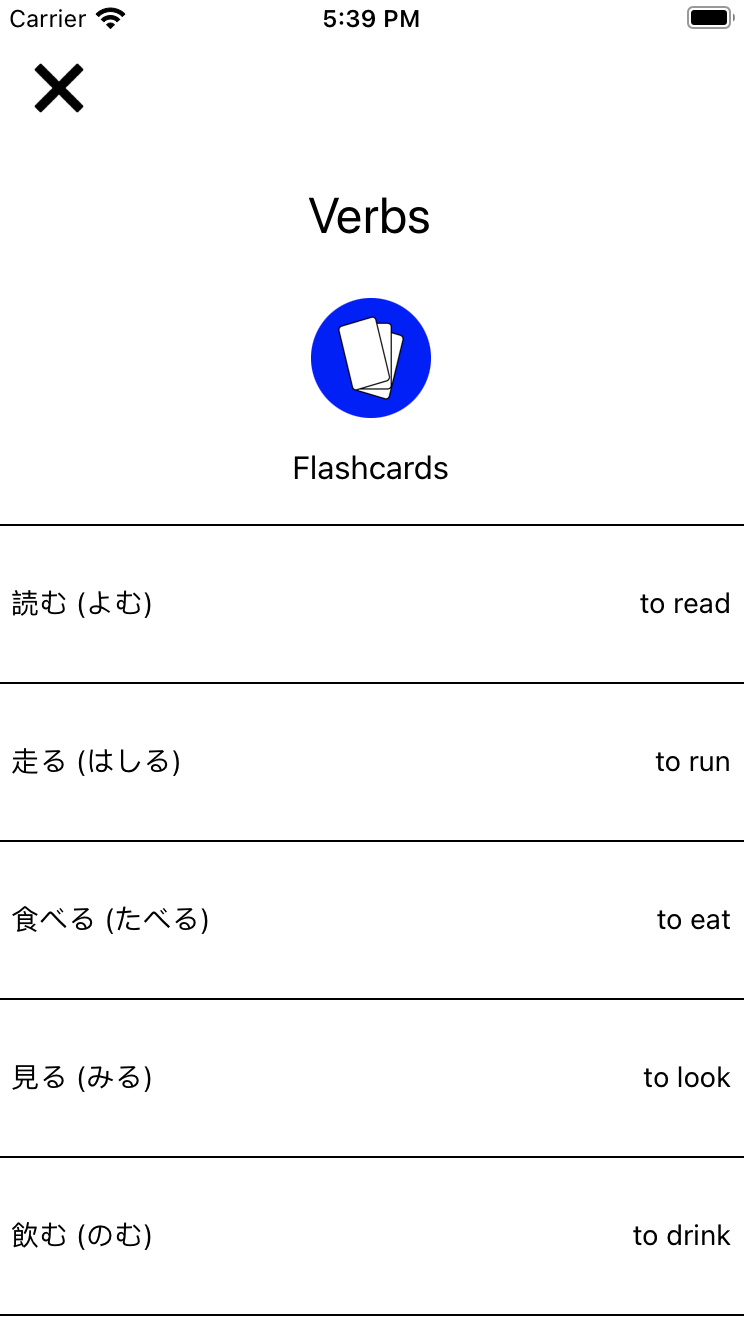 Carrier 5:39 PM
Verbs
Flashcards
読む (よむ) to read
走る (はしる) to run
食べる (たべる) to eat
見る (みる) to look
飲む (のむ) to drink